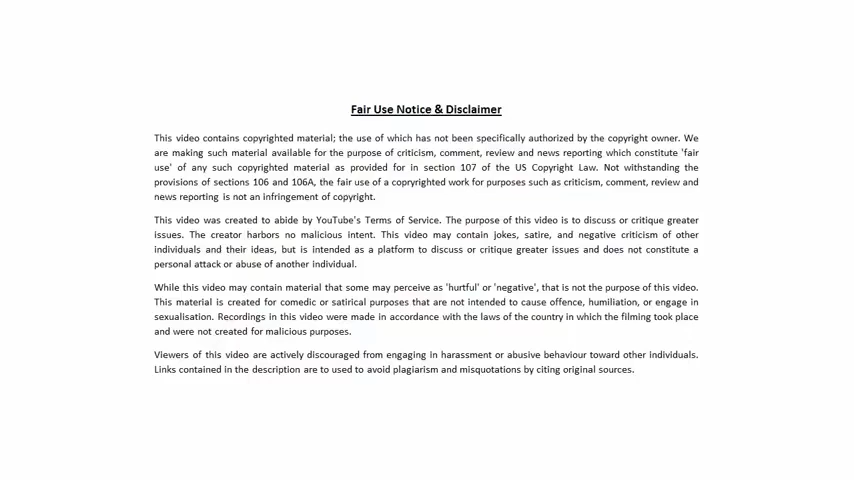 Fair Use Notice & Disclaimer
This video contains copyrighted material; the use of which has not been specifically authorized by the copyright owner. We
are making such material available for the purpose of criticism, comment, review and news reporting which constitute 'fair
use' of any such copyrighted material as provided for in section 107 of the US Copyright Law. Not withstanding the
provisions of sections 106 and 106A, the fair use of a copyrighted work for purposes such as criticism, comment, review and
news reporting is not an infringement of copyright.
This video was created to abide by YouTube's Terms of Service. The purpose of this video is to discuss or critique greater
issues. The creator harbors no malicious intent. This video may contain jokes, satire, and negative criticism of other
individuals and their ideas, but is intended as a platform to discuss or critique greater issues and does not constitute a
personal attack or abuse of another individual.
While this video may contain material that some may perceive as 'hurtful' or 'negative', that is not the purpose of this video.
This material is created for comedic or satirical purposes that are not intended to cause offence, humiliation, or engage in
sexualisation. Recordings in this video were made in accordance with the laws of the country in which the filming took place
and were not created for malicious purposes.
Viewers of this video are actively discouraged from engaging in harassment or abusive behaviour toward other individuals.
Links contained in the description are to used to avoid plagiarism and misquotations by citing original sources.